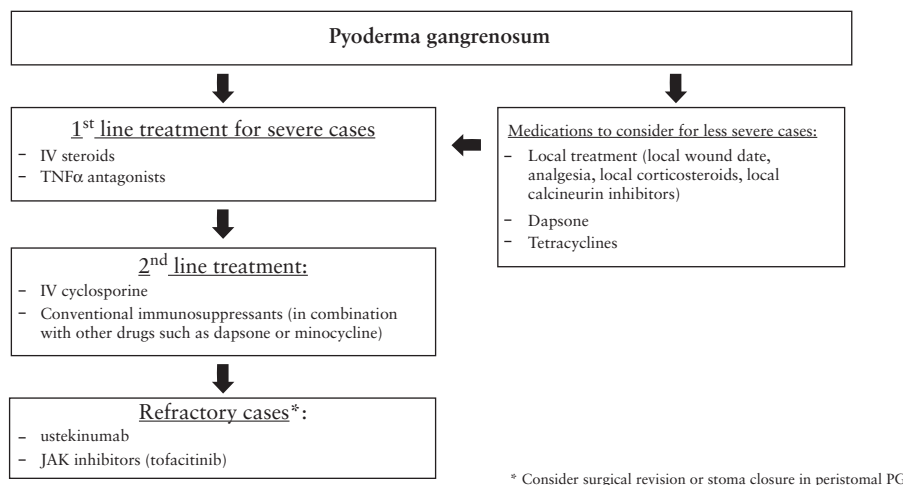 Pyoderma gangrenosum
1st line treatment for severe cases
- IV steroids
- TNFα antagonists
Medications to consider for less severe cases:
- Local treatment (local wound date,
analgesia, local corticosteroids, local
calcineurin inhibitors)
- Dapsone
- Tetracyclines
2nd line treatment:
- IV cyclosporine
- Conventional immunosuppressants (in combination
with other drugs such as dapsone or minocycline)
Refractory cases*:
- ustekinumab
- JAK inhibitors (tofacitinib)
* Consider surgical revision or stoma closure in peristomal PG